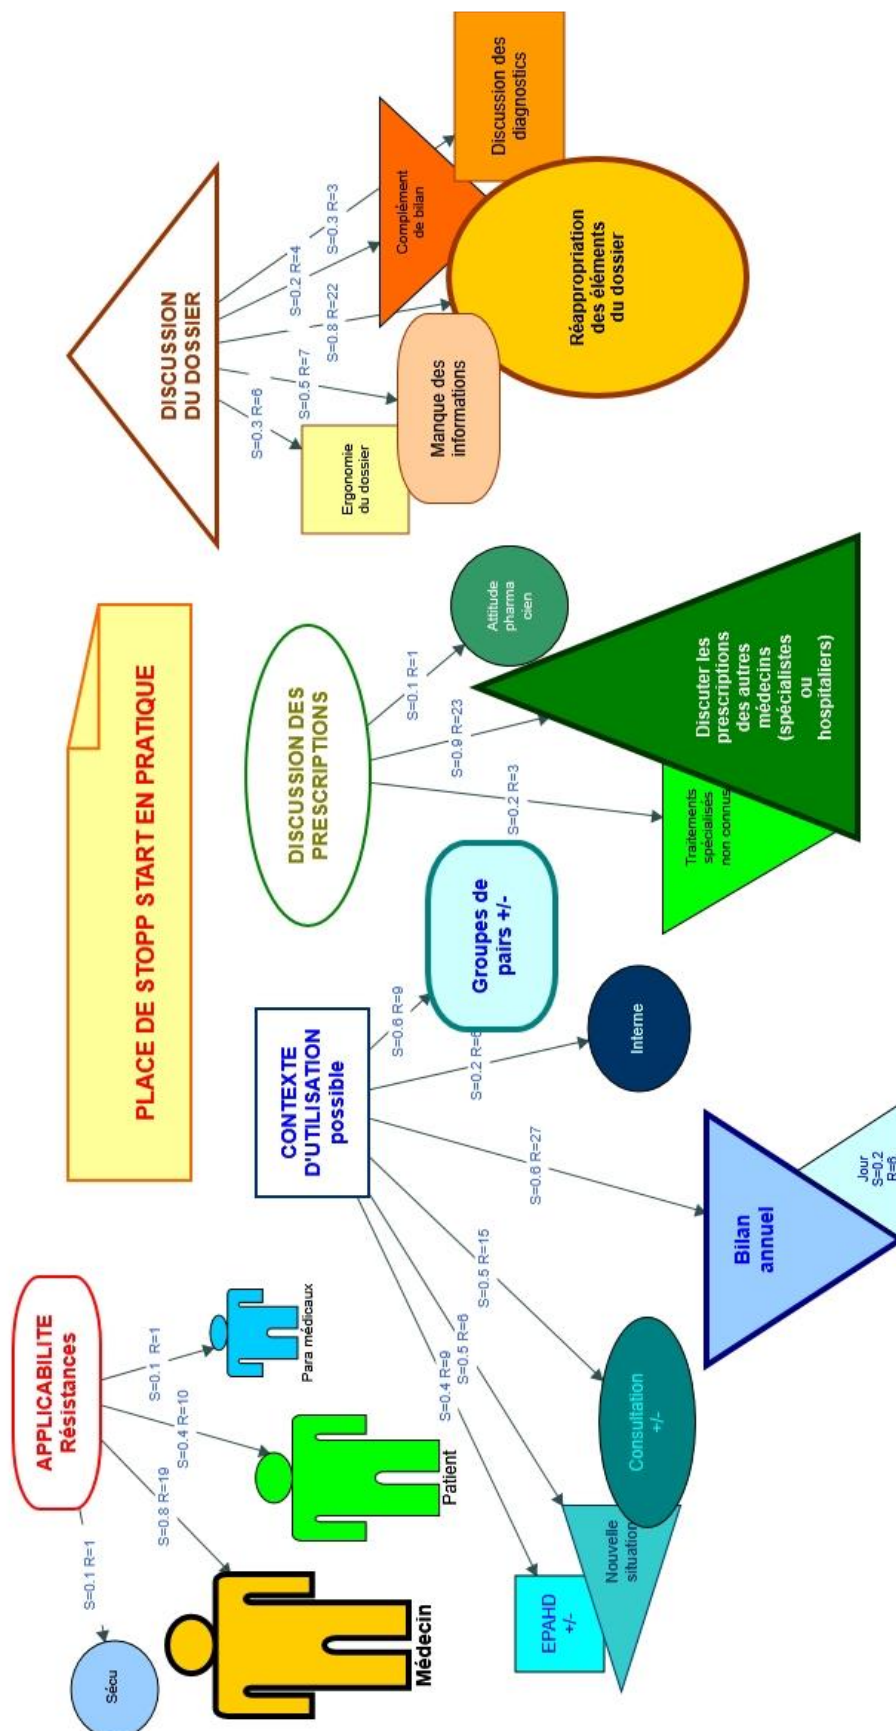 PLACE DE STOPP START EN PRATIQUE
APPLICABILITE
Résistances
S=0.1 R=1
S=0.8 R=19
S=0.4 R=10
S=0.1 R=1
Sécu
Médecin
Patient
Para médicaux
CONTEXTE
D'UTILISATION
possible
S=0.4 R=9
S=0.5 R=6
S=0.5 R=15
S=0.6 R=27
S=0.2 R=6
S=0.6 R=9
EPAHD
+/-
Nouvelle
situation
Consultation
+/-
Bilan
annuel
Jour
S=0.2
R=6
Interne
Groupes de
pairs +/-
DISCUSSION DES
PRESCRIPTIONS
S=0.2 R=3
S=0.9 R=23
S=0.1 R=1
Traitements
spécialisés
non connus
Discuter les
prescriptions
des autres
médecins
(spécialistes
ou
hospitaliers)
Attitude
pharma
cien
DISCUSSION
DU DOSSIER
S=0.3 R=6
S=0.5 R=7
S=0.8 R=22
S=0.2 R=4
S=0.3 R=3
Ergonomie
du dossier
Manque des
informations
Réappropriation
des éléments
du dossier
Complément
de bilan
Discussion des
diagnostics